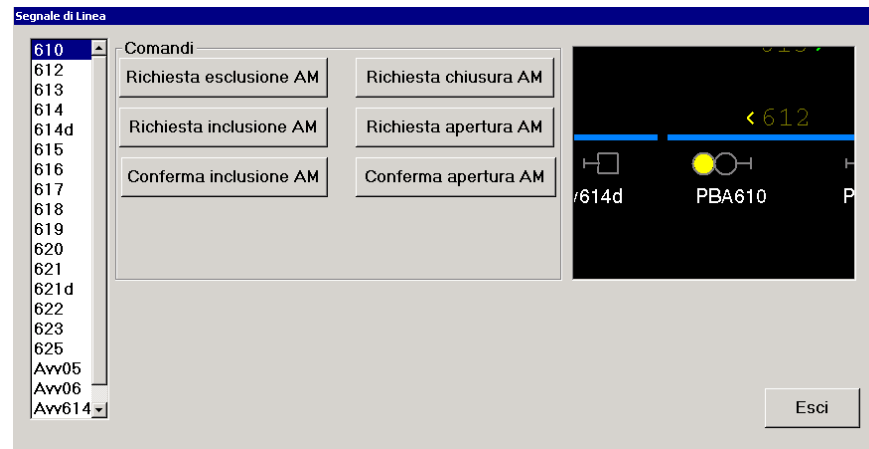 Segnale di Linea
610
612
613
614
614d
615
616
617
618
619
620
621
621d
622
623
625
Avv05
Avv06
Avv614
Comandi
Richiesta esclusione AM
Richiesta chiusura AM
Richiesta inclusione AM
Richiesta apertura AM
Conferma inclusione AM
Conferma apertura AM
<612
v614d
PBA610
P
Esci